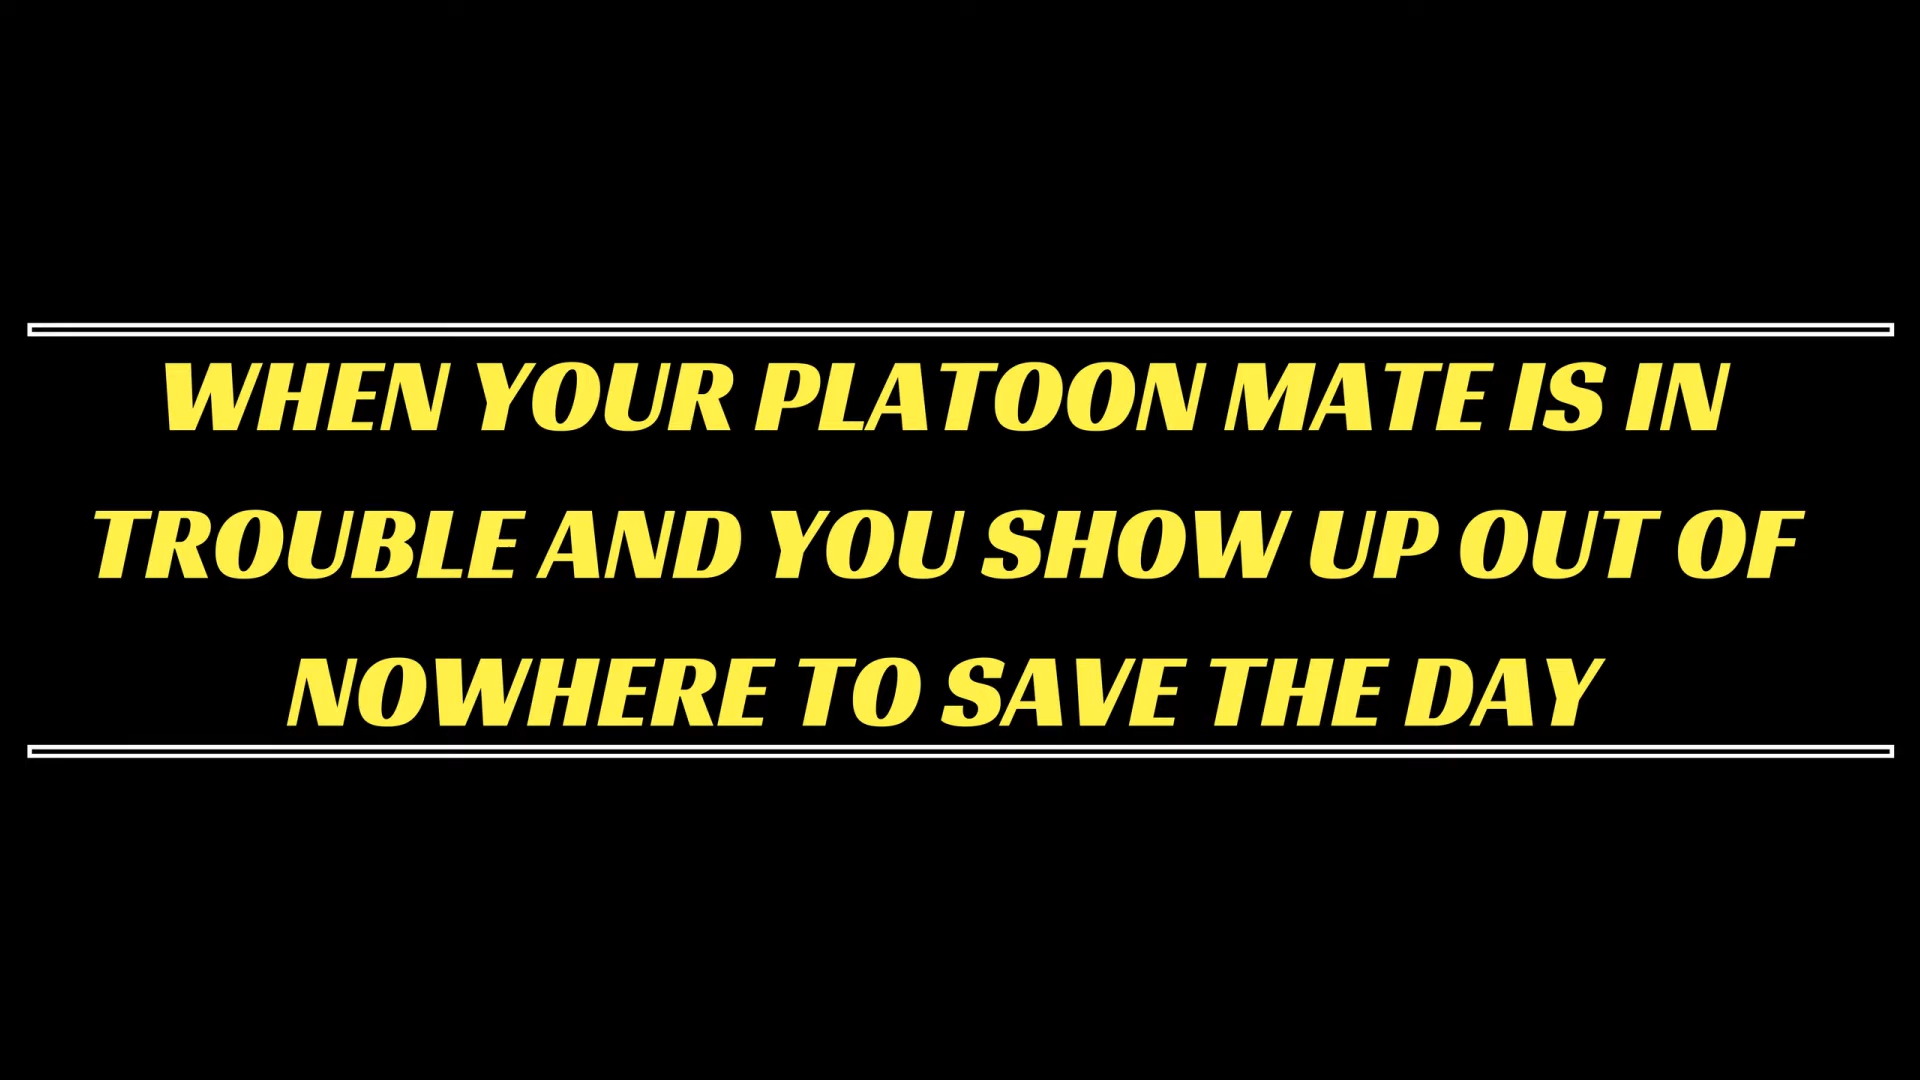 WHEN YOUR PLATOON MATE IS IN
TROUBLE AND YOU SHOW UP OUT OF
NOWHERE TO SAVE THE DAY